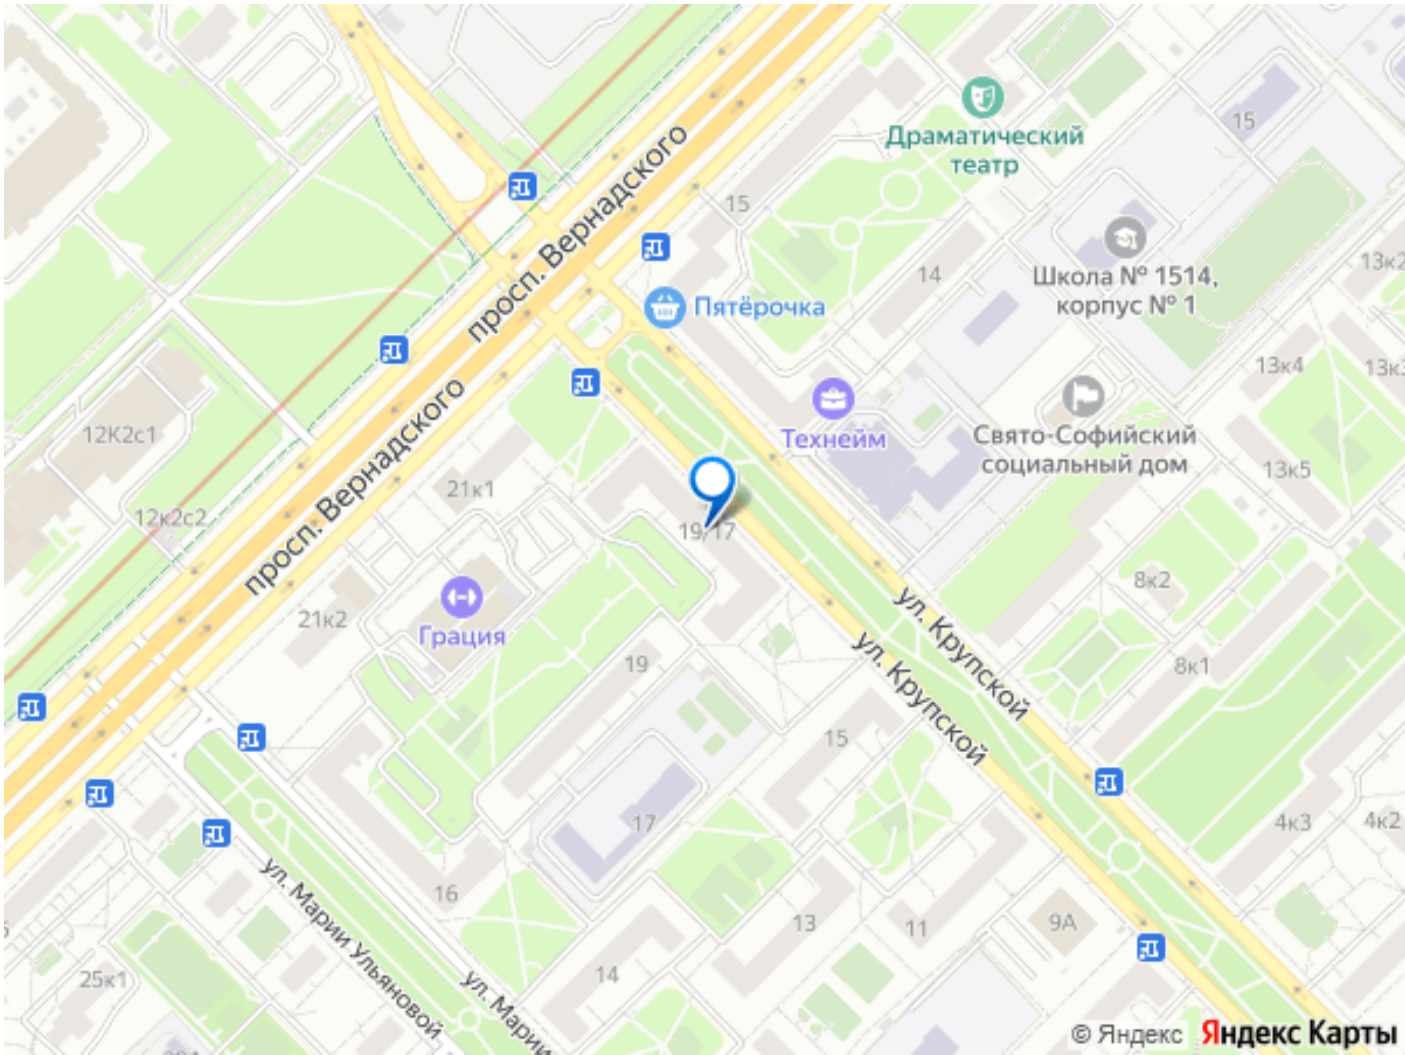 Драматический
театр
15
15
просп. Вернадского
14
Школа № 1514,
корпус № 1
13к2
Пятёрочка
13к4
13к3
Технейм
Свято-Софийский
социальный дом
13к5
12К2с1
просп. Вернадского
21к1
12к2с2
19/17
8к2
ул. Крупской
21к2
Грация
19
ул. Крупской
8к1
15
17
4к3
4к2
16
ул. Марии Ульяновой
13
11
9А
14
25к1
ул. Марии
© Яндекс Яндекс Карты